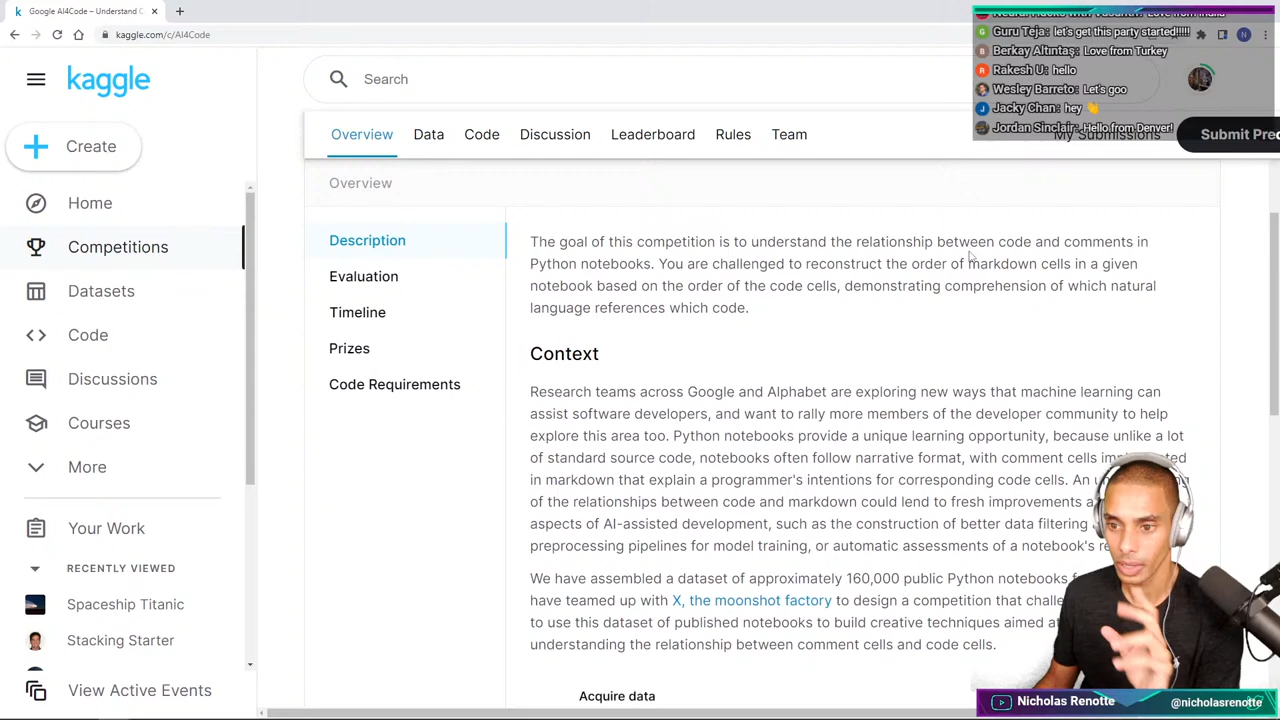 Google AI4Code – Understand C
kaggle.com/c/AI4Code
N
kaggle
Search
Guru Teja: let's get this party started!!!!!
Berkay Altıntaş: Love from Turkey
Rakesh U: hello
Wesley Barreto: Let's goo
Jacky Chan: hey 👋
Jordan Sinclair: Hello from Denver!
Create
Overview
Data
Code
Discussion
Leaderboard
Rules
Team
My Submissions
Submit Pred
Home
Competitions
Datasets
Code
Discussions
Courses
More
Your Work
RECENTLY VIEWED
Spaceship Titanic
Stacking Starter
View Active Events
Overview
Description
Evaluation
Timeline
Prizes
Code Requirements
The goal of this competition is to understand the relationship between code and comments in
Python notebooks. You are challenged to reconstruct the order of markdown cells in a given
notebook based on the order of the code cells, demonstrating comprehension of which natural
language references which code.
Context
Research teams across Google and Alphabet are exploring new ways that machine learning can
assist software developers, and want to rally more members of the developer community to help
explore this area too. Python notebooks provide a unique learning opportunity, because unlike a lot
of standard source code, notebooks often follow narrative format, with comment cells implemented
in markdown that explain a programmer's intentions for corresponding code cells. An
of the relationships between code and markdown could lend to fresh improvements
aspects of AI-assisted development, such as the construction of better data filtering
preprocessing pipelines for model training, or automatic assessments of a notebook's
We have assembled a dataset of approximately 160,000 public Python notebooks
have teamed up with X, the moonshot factory to design a competition that
to use this dataset of published notebooks to build creative techniques aimed
understanding the relationship between comment cells and code cells.
Acquire data
Nicholas Renotte
@nicholasrenotte